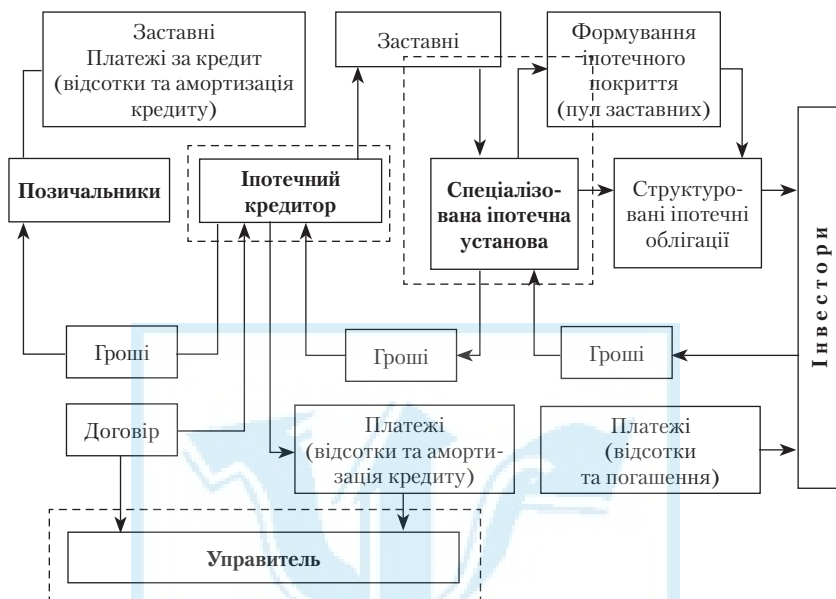 Заставні
Платежі за кредит
(відсотки та амортизація
кредиту)
Заставні
Формування
іпотечного
покриття
(пул заставних)
Позичальники
Іпотечний
кредитор
Спеціалізо-
вана іпотечна
установа
Структуро-
вані іпотечні
облігації
Інвестори
Гроші
Гроші
Гроші
Договір
Платежі
(відсотки та аморти-
зація кредиту)
Платежі
(відсотки
та погашення)
Управитель